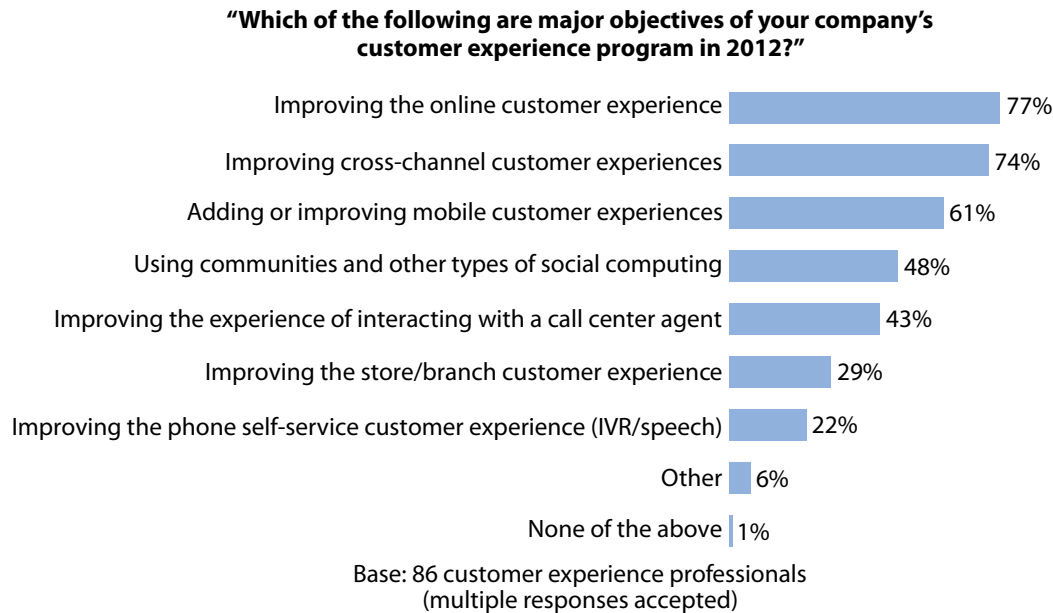 “Which of the following are major objectives of your company’s
customer experience program in 2012?”
Improving the online customer experience 77%
Improving cross-channel customer experiences 74%
Adding or improving mobile customer experiences 61%
Using communities and other types of social computing 48%
Improving the experience of interacting with a call center agent 43%
Improving the store/branch customer experience 29%
Improving the phone self-service customer experience (IVR/speech) 22%
Other 6%
None of the above 1%
Base: 86 customer experience professionals
(multiple responses accepted)